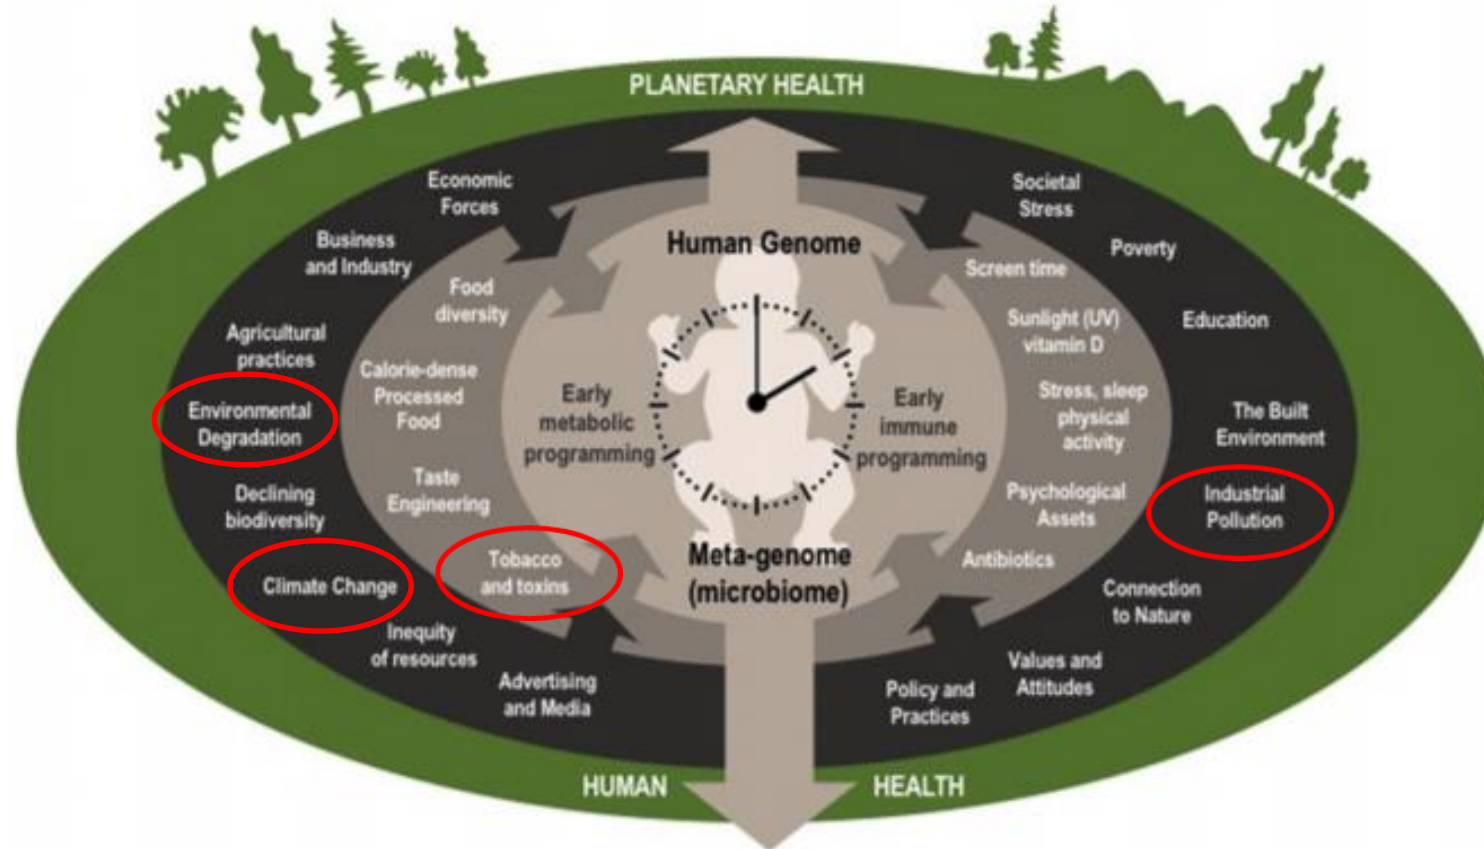 PLANETARY HEALTH
Economic
Forces
Business
and Industry
Agricultural
practices
Environmental
Degradation
Declining
biodiversity
Climate Change
Inequity
of resources
Advertising
and Media
Food
diversity
Calorie-dense
Processed
Food
Taste
Engineering
Tobacco
and toxins
Human Genome
Early
metabolic
programming
Early
immune
programming
Meta-genome
(microbiome)
Screen time
Sunlight (UV)
vitamin D
Stress, sleep
physical
activity
Psychological
Assets
Antibiotics
Societal
Stress
Poverty
Education
The Built
Environment
Industrial
Pollution
Connection
to Nature
Values and
Attitudes
Policy and
Practices
HUMAN HEALTH